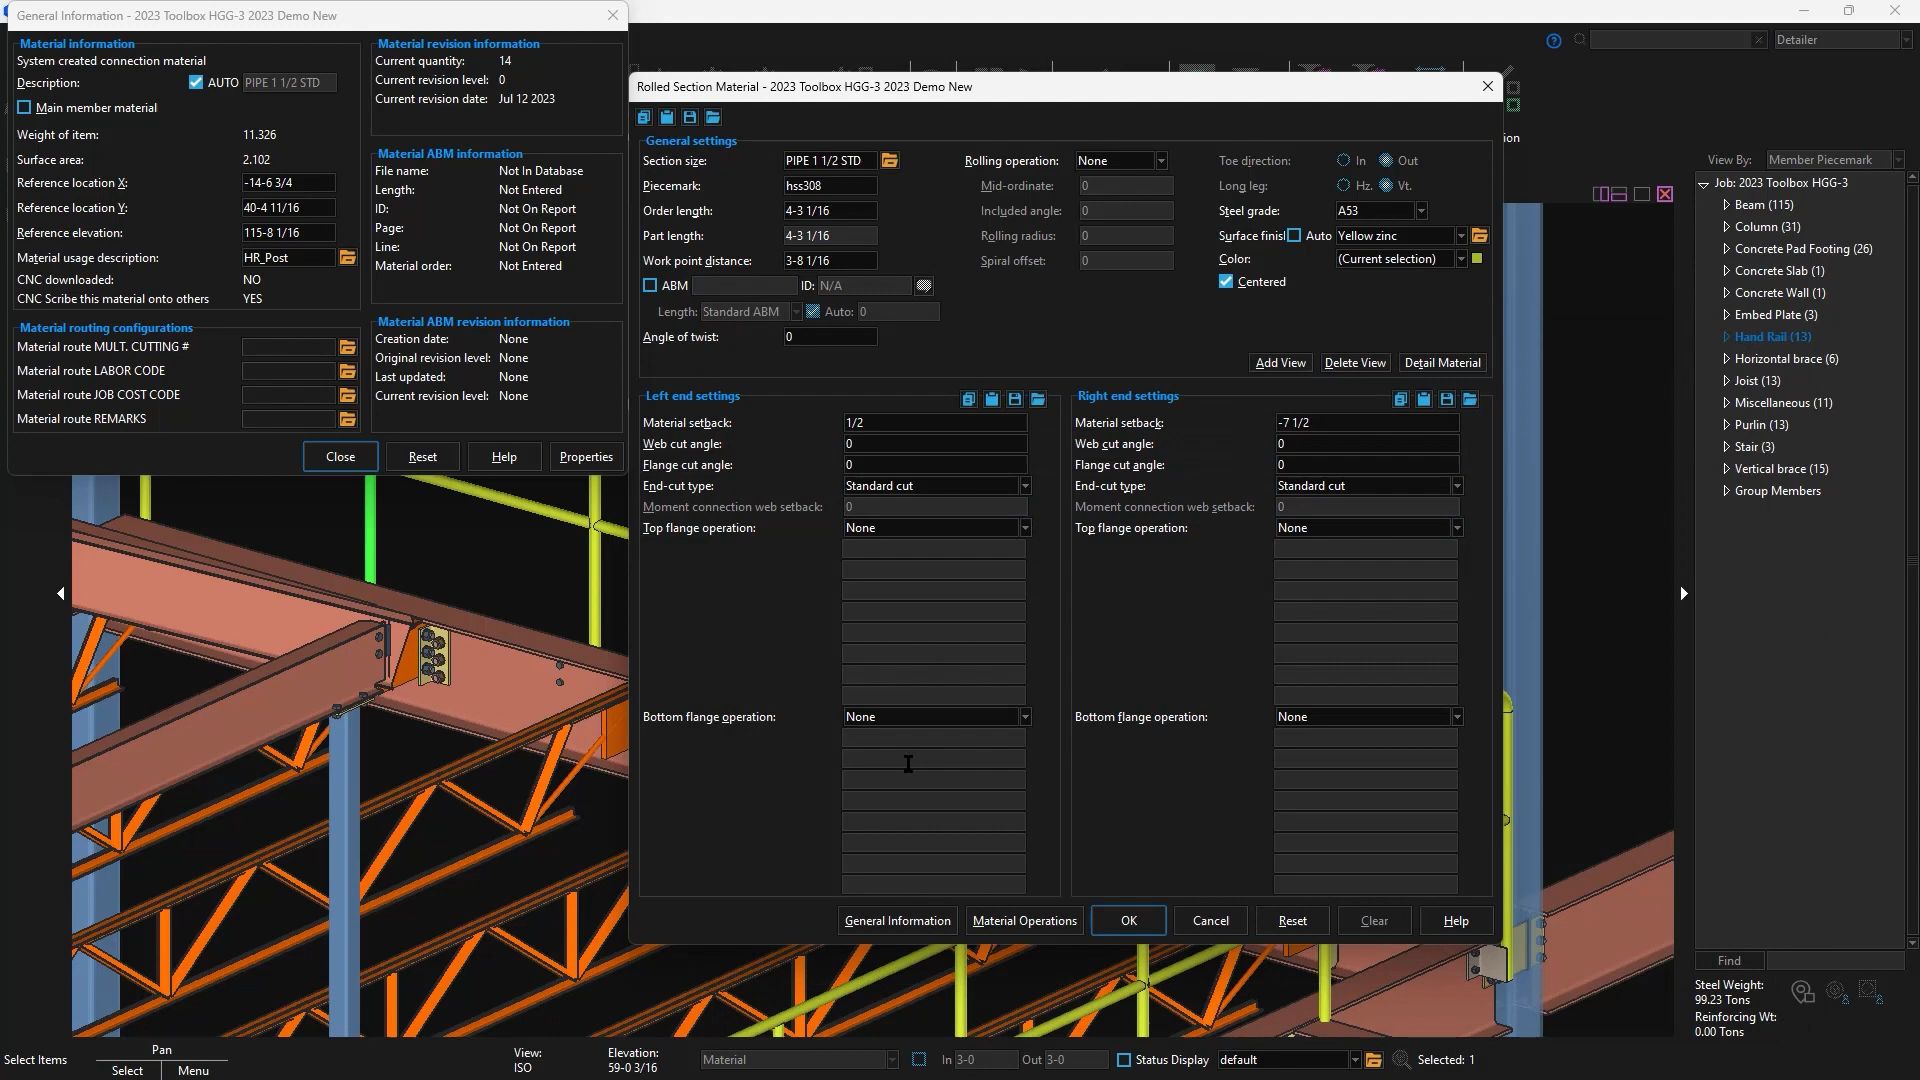 General Information - 2023 Toolbox HGG-3 2023 Demo New
Material information
System created connection material
Description: AUTO PIPE 1 1/2 STD
Main member material
Weight of item: 11.326
Surface area: 2.102
Reference location X: -14-6 3/4
Reference location Y: 40-4 11/16
Reference elevation: 115-8 1/16
Material usage description: HR_Post
CNC downloaded: NO
CNC Scribe this material onto others YES
Material routing configurations
Material route MULT. CUTTING #
Material route LABOR CODE
Material route JOB COST CODE
Material route REMARKS
Material revision information
Current quantity: 14
Current revision level: 0
Current revision date: Jul 12 2023
Material ABM information
File name: Not In Database
Length: Not Entered
ID: Not On Report
Page: Not On Report
Line: Not On Report
Material order: Not Entered
Material ABM revision information
Creation date: None
Original revision level: None
Last updated: None
Current revision level: None
Close Reset Help Properties
Rolled Section Material - 2023 Toolbox HGG-3 2023 Demo New
General settings
Section size: PIPE 1 1/2 STD
Piecemark: hss308
Order length: 4-3 1/16
Part length: 4-3 1/16
Work point distance: 3-8 1/16
ABM ID: N/A
Length: Standard ABM Auto: 0
Angle of twist: 0
Rolling operation: None
Mid-ordinate: 0
Included angle: 0
Rolling radius: 0
Spiral offset: 0
Toe direction: In Out
Long leg: Hz. Vt.
Steel grade: A53
Surface finisl Auto Yellow zinc
Color: (Current selection)
Centered
Add View Delete View Detail Material
Left end settings
Material setback: 1/2
Web cut angle: 0
Flange cut angle: 0
End-cut type: Standard cut
Moment connection web setback: 0
Top flange operation: None
Bottom flange operation: None
Right end settings
Material setback: -7 1/2
Web cut angle: 0
Flange cut angle: 0
End-cut type: Standard cut
Moment connection web setback: 0
Top flange operation: None
Bottom flange operation: None
General Information Material Operations OK Cancel Reset Clear Help
Detailer
ion
View By: Member Piecemark
Job: 2023 Toolbox HGG-3
Beam (115)
Column (31)
Concrete Pad Footing (26)
Concrete Slab (1)
Concrete Wall (1)
Embed Plate (3)
Hand Rail (13)
Horizontal brace (6)
Joist (13)
Miscellaneous (11)
Purlin (13)
Stair (3)
Vertical brace (15)
Group Members
Find
Steel Weight:
99.23 Tons
Reinforcing Wt:
0.00 Tons
Select Items
Pan
Select Menu
View:
ISO
Elevation:
59-0 3/16
Material
In 3-0 Out 3-0
Status Display default
Selected: 1